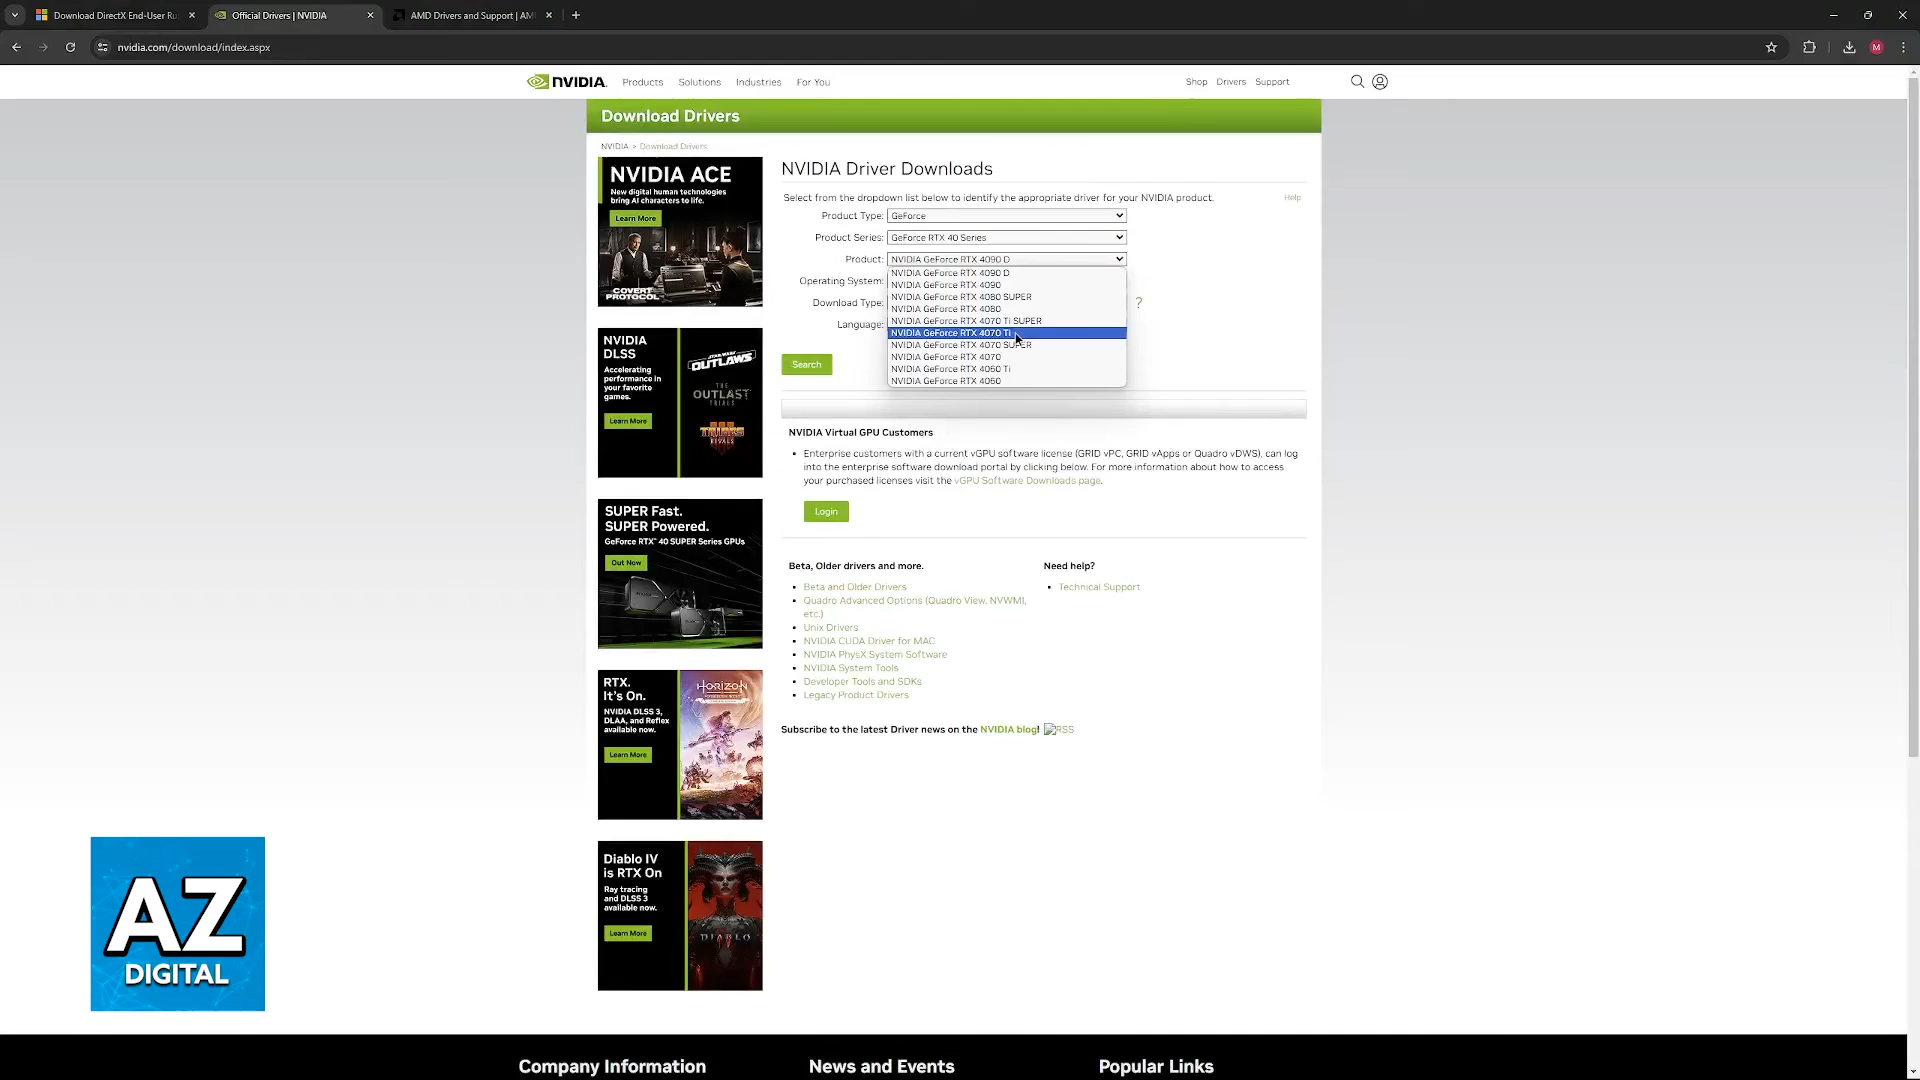 Download DirectX End-User Ru
Official Drivers | NVIDIA
AMD Drivers and Support | AM
nvidia.com/download/index.aspx
M
NVIDIA.
Products
Solutions
Industries
For You
Shop
Drivers
Support
Download Drivers
NVIDIA > Download Drivers
NVIDIA ACE
New digital human technologies
bring AI characters to life.
Learn More
COVERT
PROTOCOL
NVIDIA Driver Downloads
Select from the dropdown list below to identify the appropriate driver for your NVIDIA product.
Help
Product Type: GeForce
Product Series: GeForce RTX 40 Series
Product: NVIDIA GeForce RTX 4090 D
Operating System:
Download Type:
?
Language:
NVIDIA GeForce RTX 4090 D
NVIDIA GeForce RTX 4090
NVIDIA GeForce RTX 4080 SUPER
NVIDIA GeForce RTX 4080
NVIDIA GeForce RTX 4070 Ti SUPER
NVIDIA GeForce RTX 4070 Ti
NVIDIA GeForce RTX 4070 SUPER
NVIDIA GeForce RTX 4070
NVIDIA GeForce RTX 4060 Ti
NVIDIA GeForce RTX 4060
Search
NVIDIA
DLSS
Accelerating
performance in
your favorite
games.
Learn More
STAR WARS
OUTLAWS
THE
OUTLAST
TRIALS
RIVALS
NVIDIA Virtual GPU Customers
Enterprise customers with a current vGPU software license (GRID vPC, GRID vApps or Quadro vDWS), can log
into the enterprise software download portal by clicking below. For more information about how to access
your purchased licenses visit the vGPU Software Downloads page.
Login
SUPER Fast.
SUPER Powered.
GeForce RTX™ 40 SUPER Series GPUs
Out Now
Beta, Older drivers and more.
Beta and Older Drivers
Quadro Advanced Options (Quadro View, NVWMI,
etc.)
Unix Drivers
NVIDIA CUDA Driver for MAC
NVIDIA PhysX System Software
NVIDIA System Tools
Developer Tools and SDKs
Legacy Product Drivers
Need help?
Technical Support
RTX.
It's On.
NVIDIA DLSS 3,
DLAA, and Reflex
available now.
Learn More
HORIZON
Subscribe to the latest Driver news on the NVIDIA blog! RSS
Diablo IV
is RTX On
Ray tracing
and DLSS 3
available now.
Learn More
DIABLO
AZ
DIGITAL
Company Information
News and Events
Popular Links